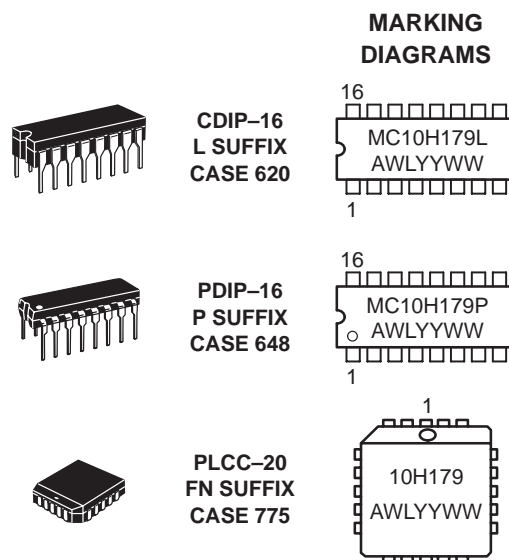 MARKING
DIAGRAMS
CDIP–16
L SUFFIX
CASE 620
16
MC10H179L
AWLYYWW
1
PDIP–16
P SUFFIX
CASE 648
16
MC10H179P
AWLYYWW
1
PLCC–20
FN SUFFIX
CASE 775
1
10H179
AWLYYWW